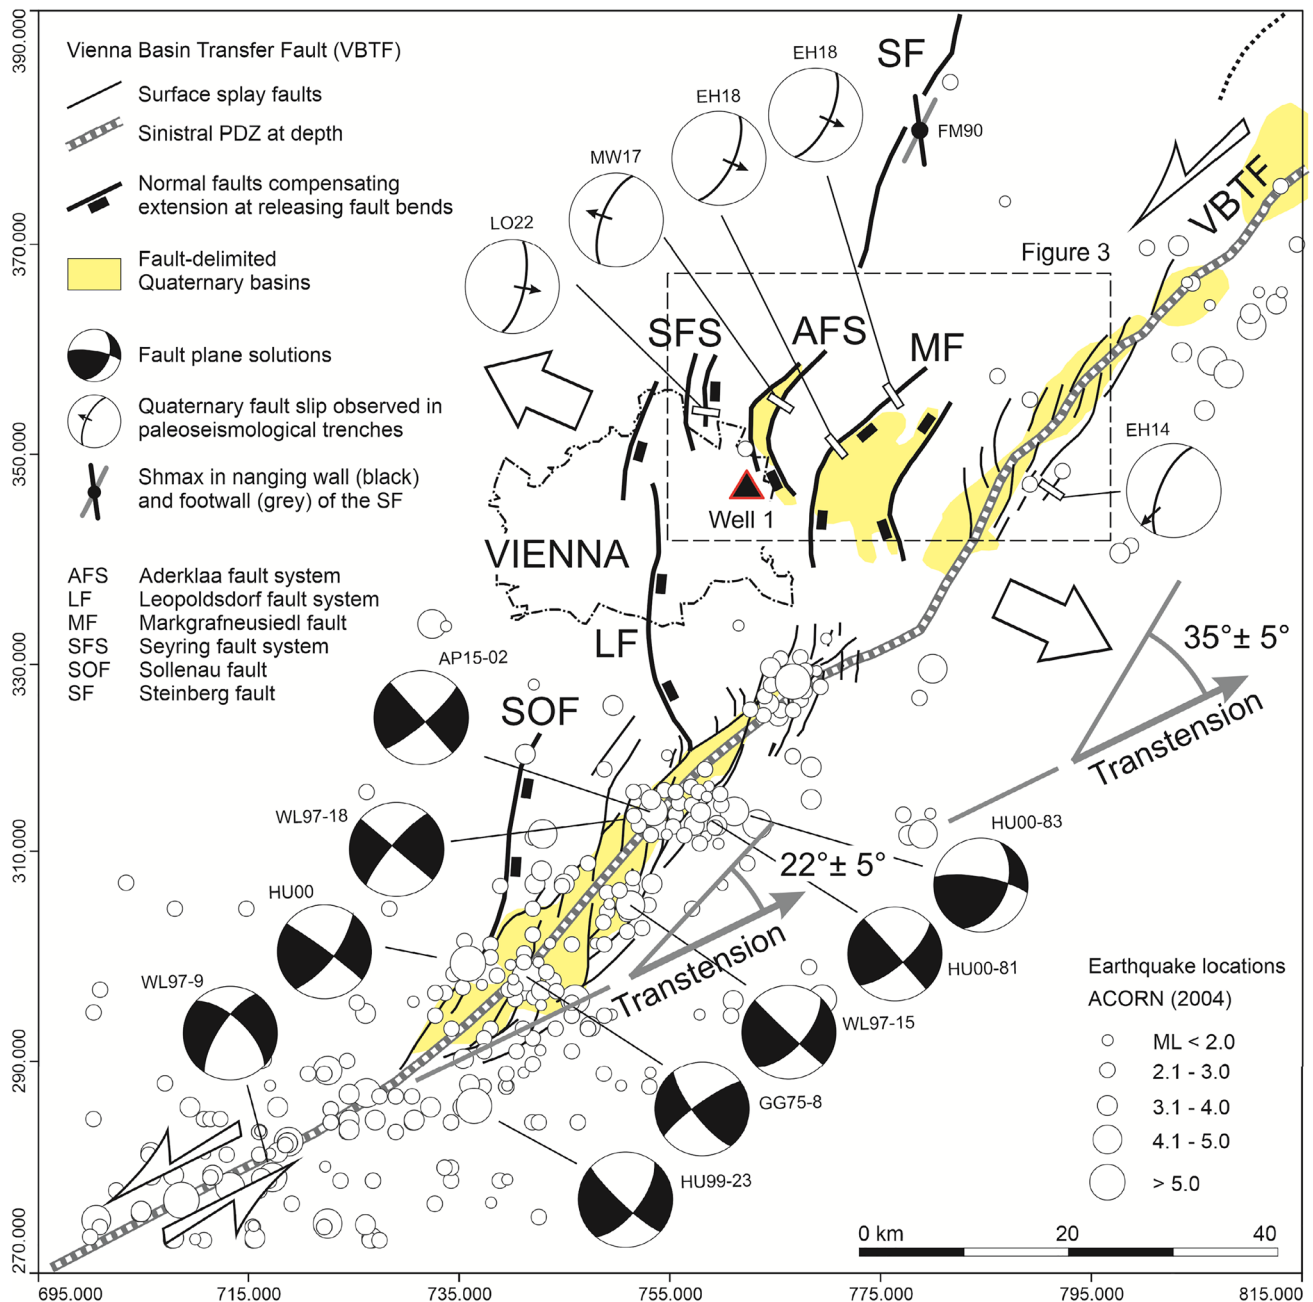 Vienna Basin Transfer Fault (VBTF)
Surface splay faults
Sinistral PDZ at depth
Normal faults compensating
extension at releasing fault bends
Fault-delimited
Quaternary basins
Fault plane solutions
Quaternary fault slip observed in
paleoseismological trenches
Shmax in nanging wall (black)
and footwall (grey) of the SF
AFS Aderklaa fault system
LF Leopoldsdorf fault system
MF Markgrafneusiedl fault
SFS Seyring fault system
SOF Sollenau fault
SF Steinberg fault
EH18
SF
EH18
FM90
MW17
VBTF
LO22
Figure 3
SFS
AFS
MF
EH14
Well 1
VIENNA
LF
35°± 5°
Transtension
AP15-02
SOF
WL97-18
HU00-83
22°± 5°
HU00
Transtension
HU00-81
WL97-9
WL97-15
GG75-8
HU99-23
Earthquake locations
ACORN (2004)
ML < 2.0
2.1 - 3.0
3.1 - 4.0
4.1 - 5.0
> 5.0
0 km 20 40
390.000
370.000
350.000
330.000
310.000
290.000
270.000
695.000 715.000 735.000 755.000 775.000 795.000 815.000